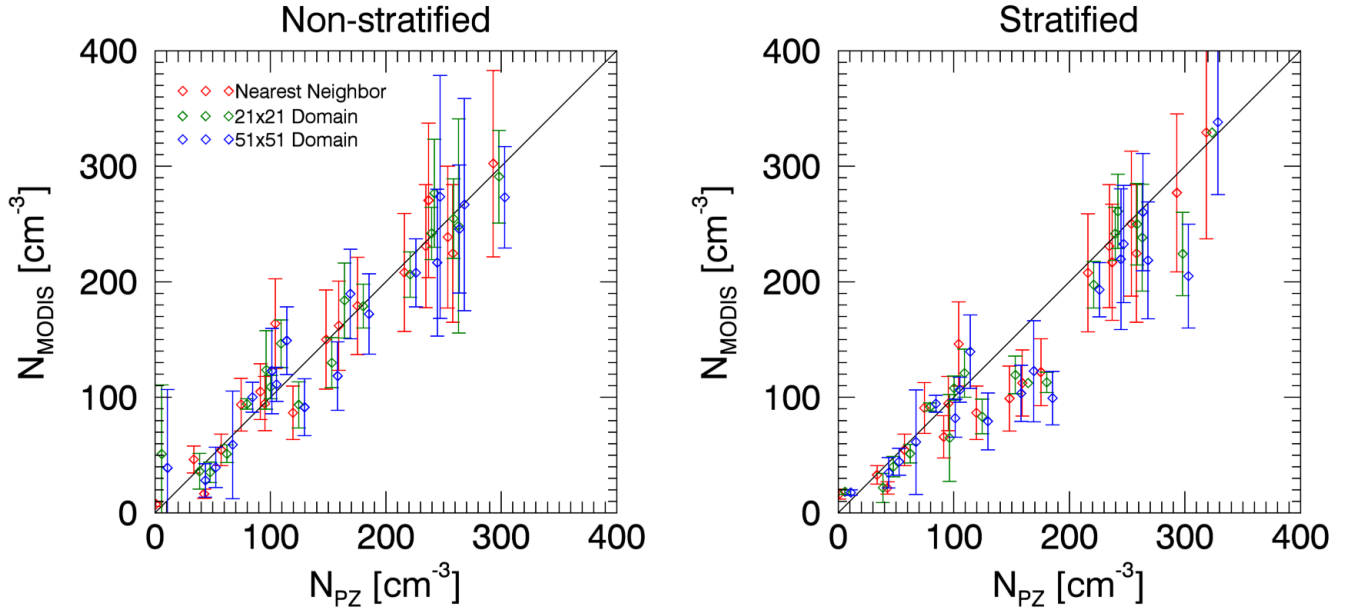 Non-stratified
Stratified
400
300
200
100
0
N_MODIS [cm^-3]
Nearest Neighbor
21x21 Domain
51x51 Domain
0 100 200 300 400
N_PZ [cm^-3]
400
300
200
100
0
N_MODIS [cm^-3]
0 100 200 300 400
N_PZ [cm^-3]